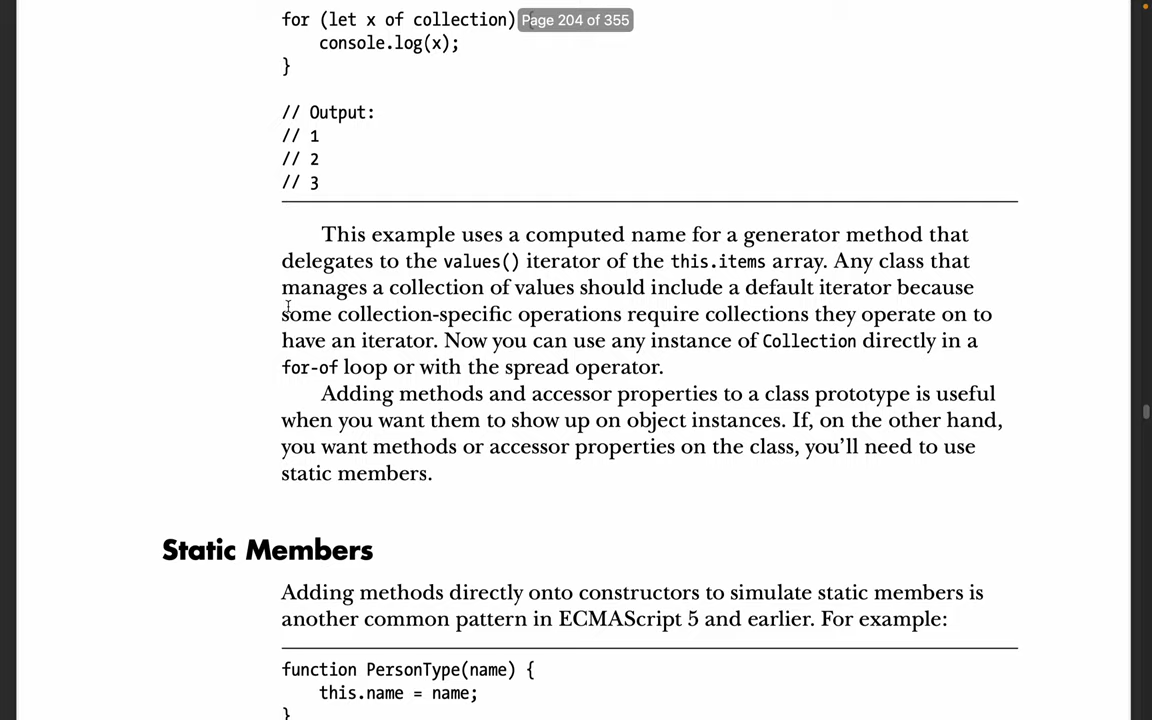 for (let x of collection) {
Page 204 of 355
console.log(x);
}
// Output:
// 1
// 2
// 3
This example uses a computed name for a generator method that
delegates to the values() iterator of the this.items array. Any class that
manages a collection of values should include a default iterator because
some collection-specific operations require collections they operate on to
have an iterator. Now you can use any instance of Collection directly in a
for-of loop or with the spread operator.
Adding methods and accessor properties to a class prototype is useful
when you want them to show up on object instances. If, on the other hand,
you want methods or accessor properties on the class, you’ll need to use
static members.
Static Members
Adding methods directly onto constructors to simulate static members is
another common pattern in ECMAScript 5 and earlier. For example:
function PersonType(name) {
this.name = name;
}